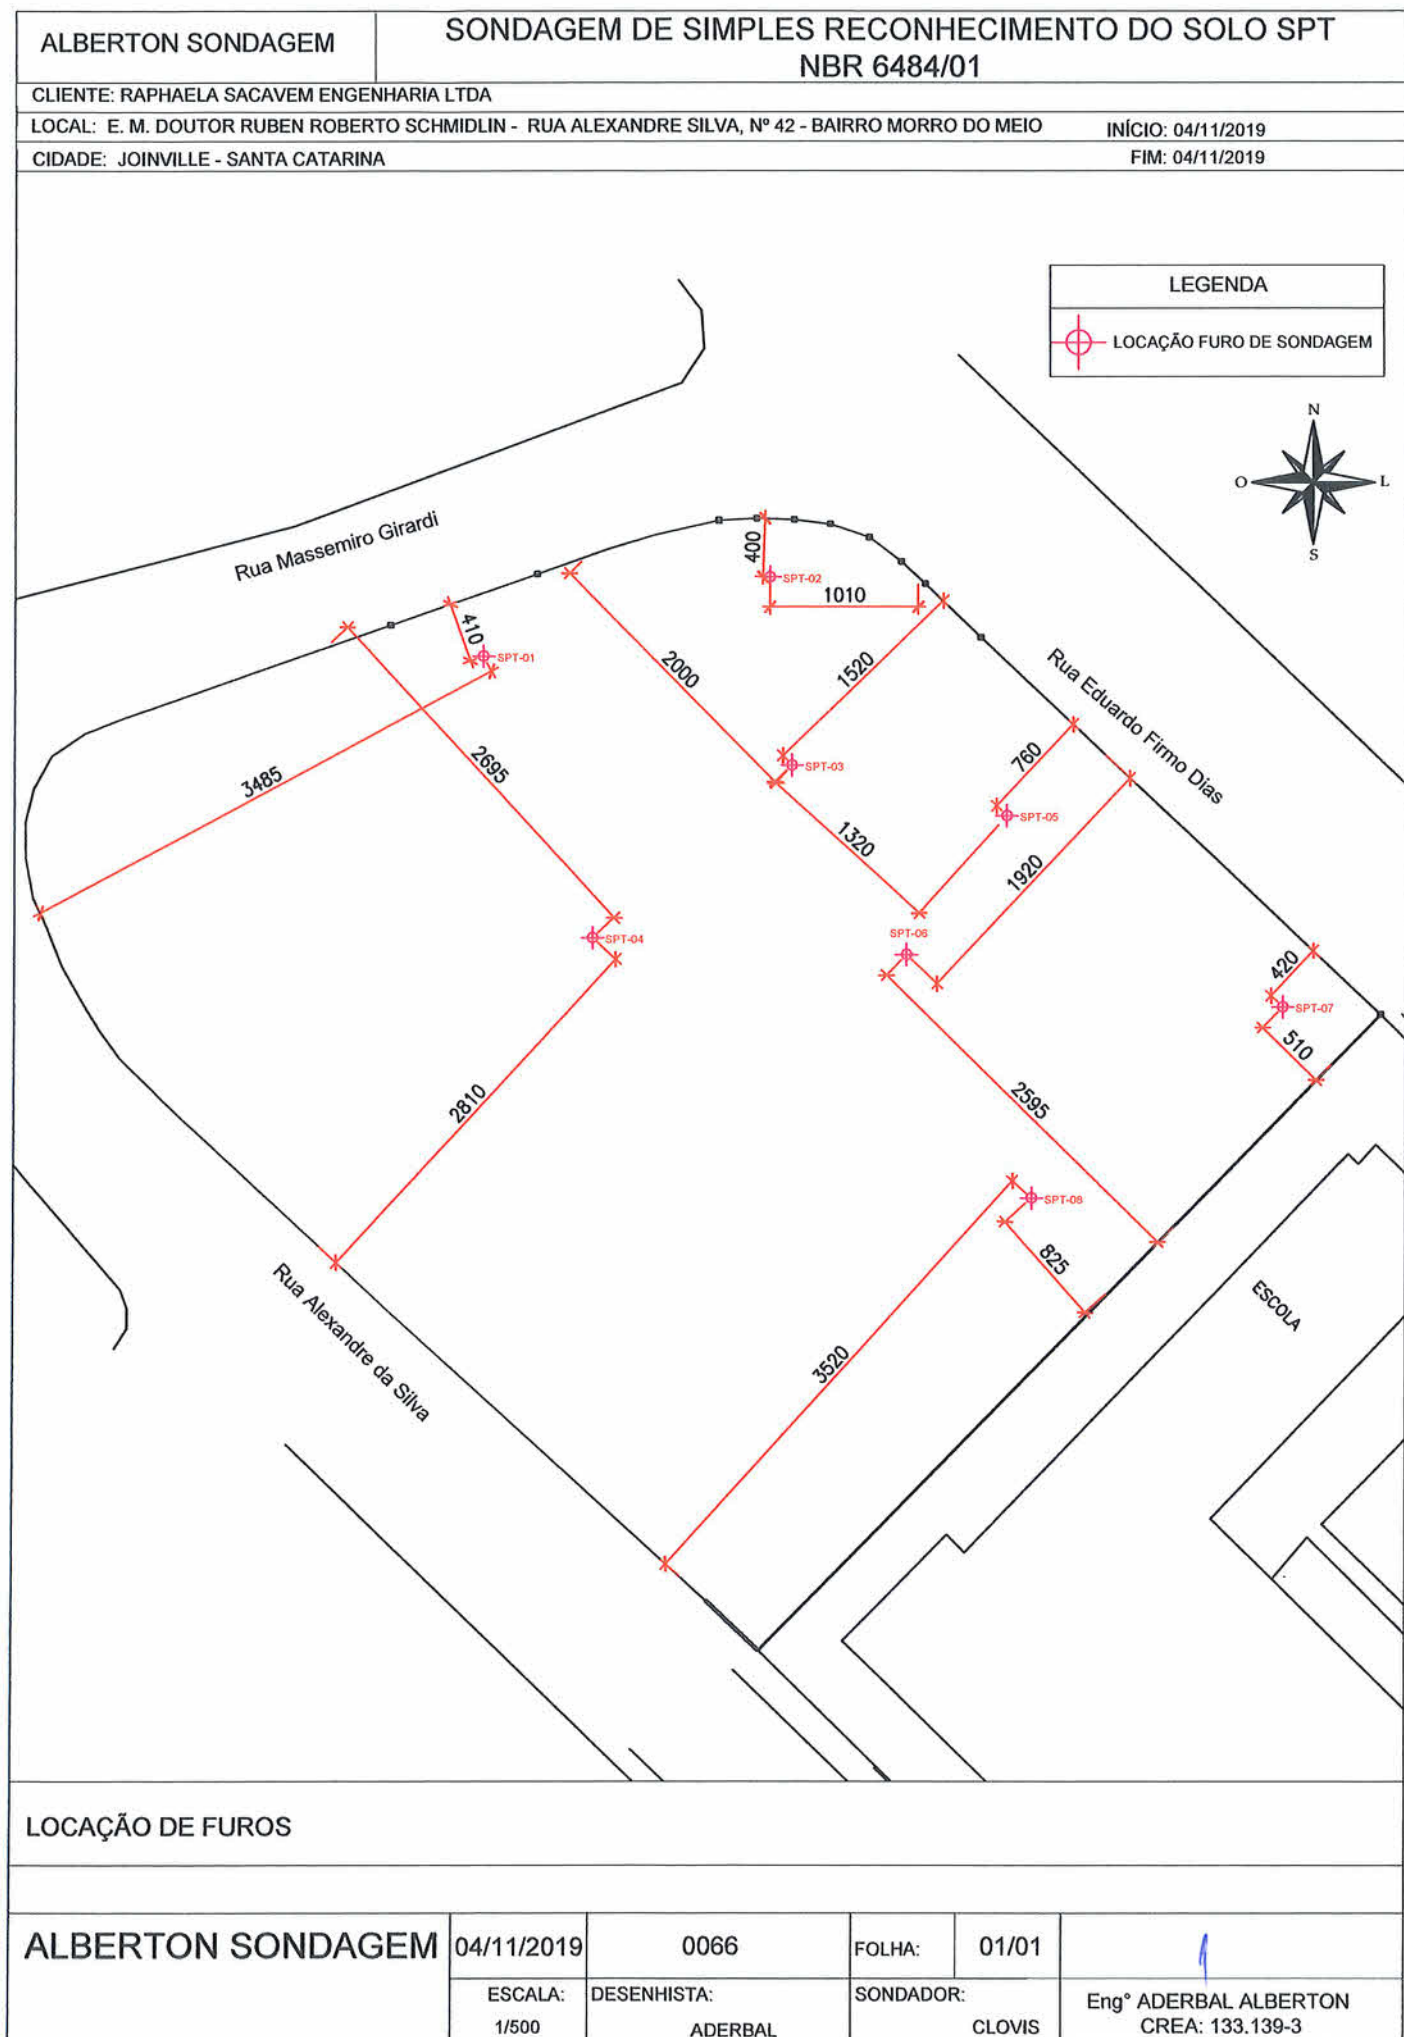 ALBERTON SONDAGEM
SONDAGEM DE SIMPLES RECONHECIMENTO DO SOLO SPT
NBR 6484/01
CLIENTE: RAPHAELA SACAVEM ENGENHARIA LTDA
LOCAL: E. M. DOUTOR RUBEN ROBERTO SCHMIDLIN - RUA ALEXANDRE SILVA, Nº 42 - BAIRRO MORRO DO MEIO
INÍCIO: 04/11/2019
CIDADE: JOINVILLE - SANTA CATARINA
FIM: 04/11/2019
LEGENDA
LOCAÇÃO FURO DE SONDAGEM
N
O
L
S
Rua Massemiro Girardi
400
SPT-02
1010
410
SPT-01
2000
1520
Rua Eduardo Firmo Dias
3485
2695
SPT-03
760
SPT-05
1320
1920
SPT-04
SPT-06
420
SPT-07
510
2810
2595
SPT-08
825
ESCOLA
Rua Alexandre da Silva
3520
LOCAÇÃO DE FUROS
ALBERTON SONDAGEM
04/11/2019
0066
FOLHA:
01/01
ESCALA:
1/500
DESENHISTA:
ADERBAL
SONDADOR:
CLOVIS
Engº ADERBAL ALBERTON
CREA: 133.139-3